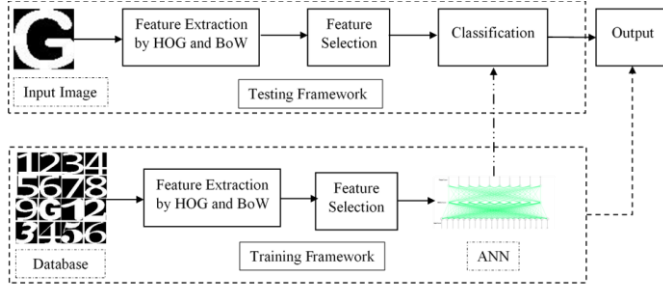 G
Feature Extraction
by HOG and BoW
Feature
Selection
Classification
Output
Input Image
Testing Framework
1234
5678
9G12
3456
Feature Extraction
by HOG and BoW
Feature
Selection
Database
Training Framework
ANN